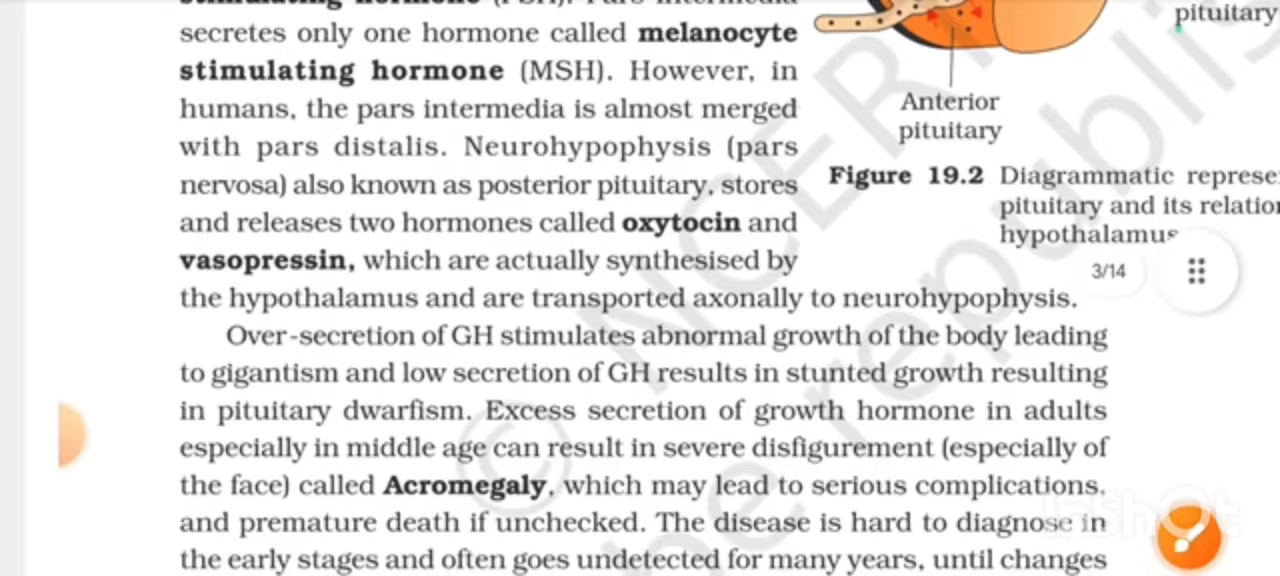 secretes only one hormone called melanocyte
stimulating hormone (MSH). However, in
humans, the pars intermedia is almost merged
with pars distalis. Neurohypophysis (pars
nervosa) also known as posterior pituitary, stores
and releases two hormones called oxytocin and
vasopressin, which are actually synthesised by
the hypothalamus and are transported axonally to neurohypophysis.
Over-secretion of GH stimulates abnormal growth of the body leading
to gigantism and low secretion of GH results in stunted growth resulting
in pituitary dwarfism. Excess secretion of growth hormone in adults
especially in middle age can result in severe disfigurement (especially of
the face) called Acromegaly, which may lead to serious complications,
and premature death if unchecked. The disease is hard to diagnose in
the early stages and often goes undetected for many years, until changes
pituitary
Anterior
pituitary
Figure 19.2 Diagrammatic represe
pituitary and its relation
hypothalamus
3/14
© NCER
be republis
InShOt